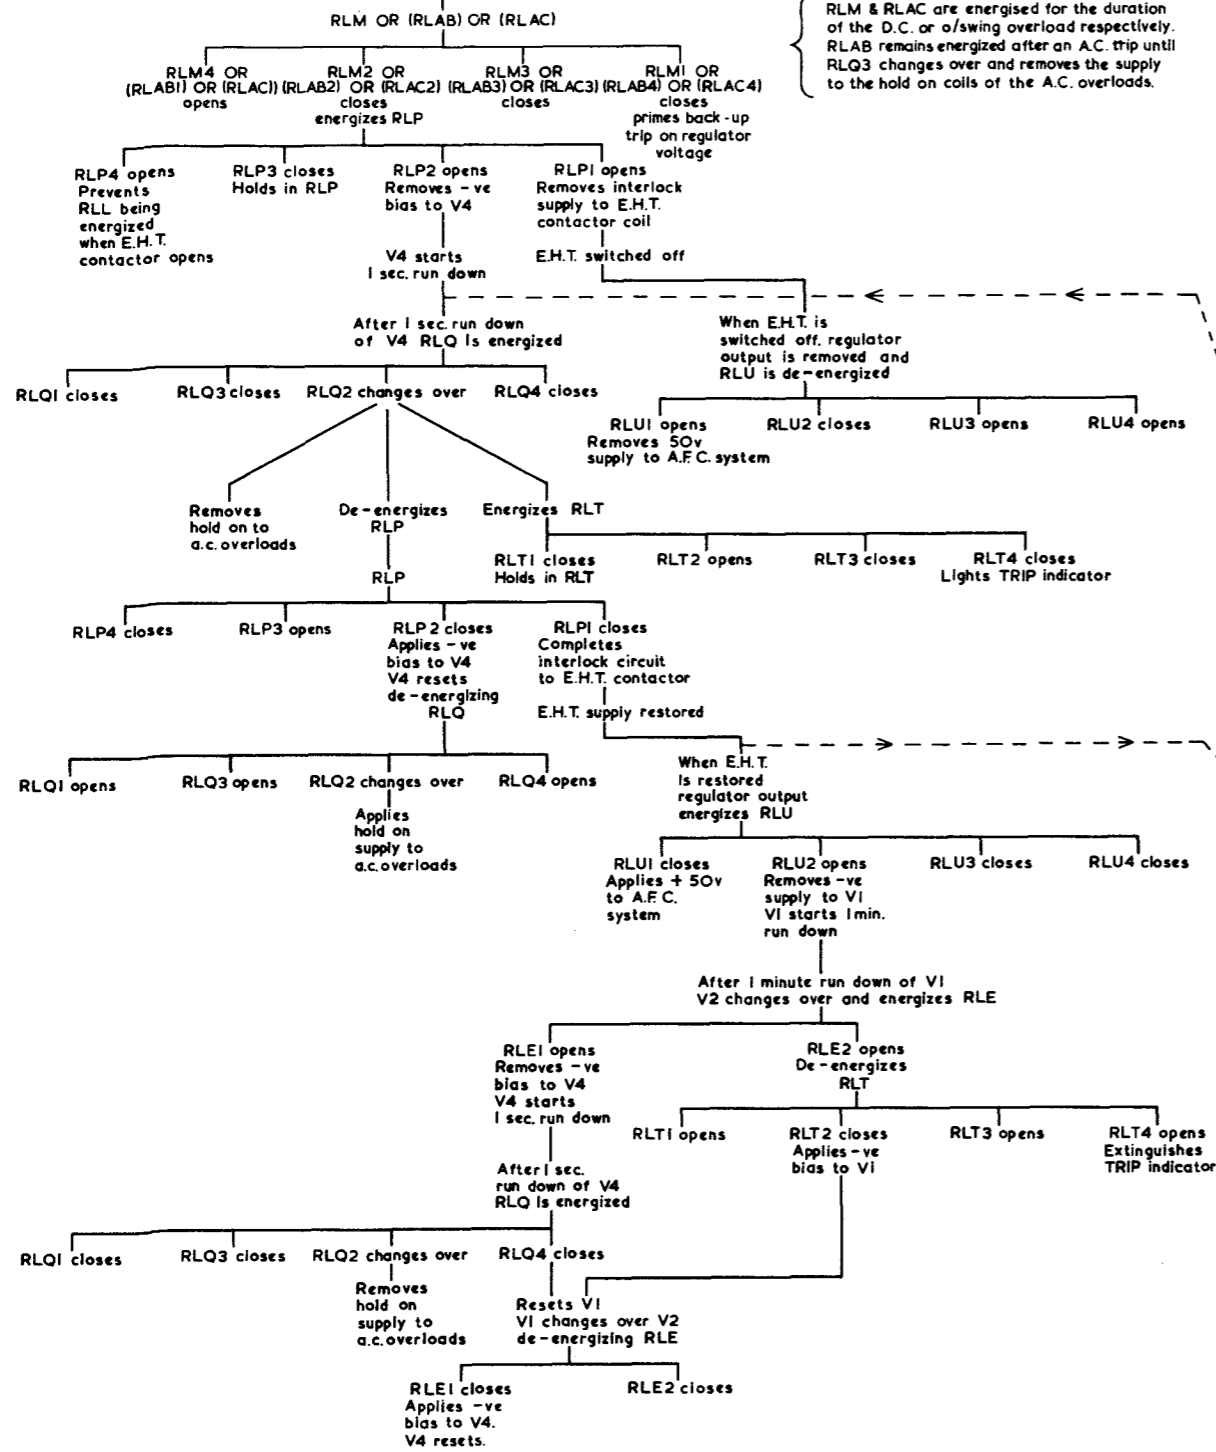 RLM & RLAC are energised for the duration
of the D.C. or o/swing overload respectively.
RLAB remains energized after an A.C. trip until
RLQ3 changes over and removes the supply
to the hold on coils of the A.C. overloads.
RLM OR (RLAB) OR (RLAC)
RLM4 OR
(RLAB1) OR (RLAC1)
opens
RLM2 OR
(RLAB2) OR (RLAC2)
closes
energizes RLP
RLM3 OR
(RLAB3) OR (RLAC3)
closes
RLM1 OR
(RLAB4) OR (RLAC4)
closes
primes back-up
trip on regulator
voltage
RLP4 opens
Prevents
RLL being
energized
when E.H.T.
contactor opens
RLP3 closes
Holds in RLP
RLP2 opens
Removes -ve
bias to V4
RLP1 opens
Removes interlock
supply to E.H.T.
contactor coil
V4 starts
1 sec. run down
E.H.T. switched off
After 1 sec. run down
of V4 RLQ is energized
When E.H.T. is
switched off. regulator
output is removed and
RLU is de-energized
RLQ1 closes
RLQ3 closes
RLQ2 changes over
RLQ4 closes
RLU1 opens
Removes 50v
supply to A.F.C. system
RLU2 closes
RLU3 opens
RLU4 opens
Removes
hold on to
a.c. overloads
De-energizes
RLP
Energizes RLT
RLT1 closes
Holds in RLT
RLT2 opens
RLT3 closes
RLT4 closes
Lights TRIP indicator
RLP
RLP4 closes
RLP3 opens
RLP2 closes
Applies -ve
bias to V4
V4 resets
de-energizing
RLQ
RLP1 closes
Completes
interlock circuit
to E.H.T. contactor
E.H.T. supply restored
RLQ1 opens
RLQ3 opens
RLQ2 changes over
RLQ4 opens
Applies
hold on
supply to
a.c. overloads
When E.H.T.
is restored
regulator output
energizes RLU
RLU1 closes
Applies + 50v
to A.F.C.
system
RLU2 opens
Removes -ve
supply to V1
V1 starts 1 min.
run down
RLU3 closes
RLU4 closes
After 1 minute run down of V1
V2 changes over and energizes RLE
RLE1 opens
Removes -ve
bias to V4
V4 starts
1 sec. run down
RLE2 opens
De-energizes
RLT
RLT1 opens
RLT2 closes
Applies -ve
bias to V1
RLT3 opens
RLT4 opens
Extinguishes
TRIP indicator
After 1 sec.
run down of V4
RLQ is energized
RLQ1 closes
RLQ3 closes
RLQ2 changes over
RLQ4 closes
Removes
hold on
supply to
a.c. overloads
Resets V1
V1 changes over V2
de-energizing RLE
RLE1 closes
Applies -ve
bias to V4.
V4 resets.
RLE2 closes